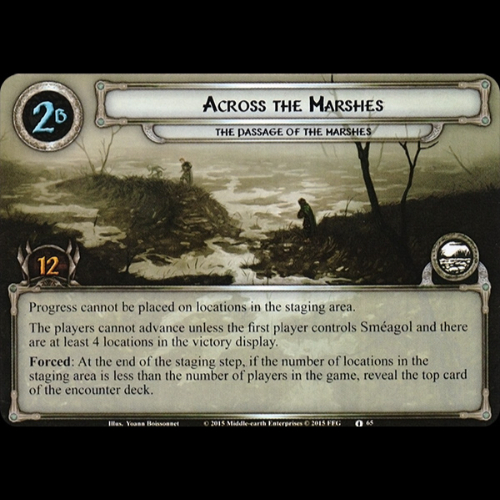 2B
ACROSS THE MARSHES
THE PASSAGE OF THE MARSHES
12
Progress cannot be placed on locations in the staging area.
The players cannot advance unless the first player controls Sméagol and there
are at least 4 locations in the victory display.
Forced: At the end of the staging step, if the number of locations in the
staging area is less than the number of players in the game, reveal the top card
of the encounter deck.
Illus. Yoann Boissonnet © 2015 Middle-earth Enterprises © 2015 FFG 65